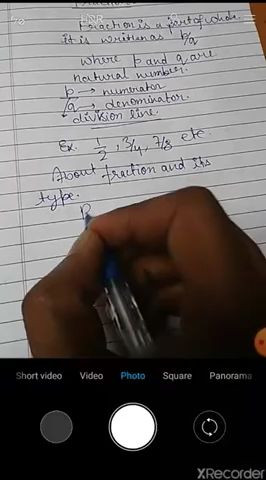 Fraction is a part of whole.
It is written as p/q
where p and q are
natural number.
p → numerator
/q → denominator.
division line.
Ex. 1/2, 3/4, 7/8 etc.
About fraction and its
type.
P
Short video Video Photo Square Panorama
XRecorder